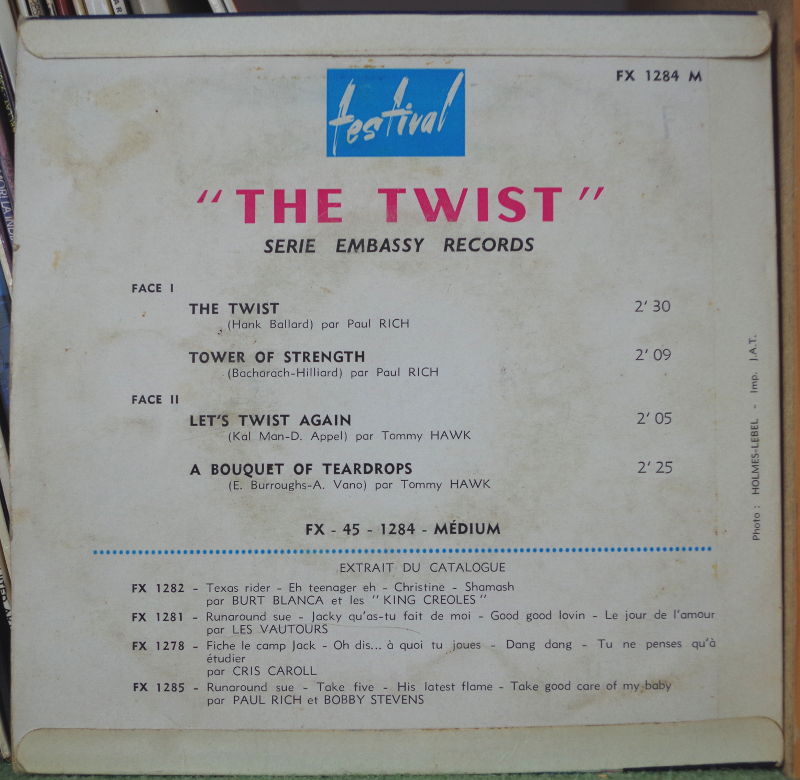 festival
FX 1284 M
"THE TWIST"
SERIE EMBASSY RECORDS
FACE I
THE TWIST 2' 30
(Hank Ballard) par Paul RICH
TOWER OF STRENGTH 2' 09
(Bacharach-Hilliard) par Paul RICH
FACE II
LET'S TWIST AGAIN 2' 05
(Kal Man-D. Appel) par Tommy HAWK
A BOUQUET OF TEARDROPS 2' 25
(E. Burroughs-A. Vano) par Tommy HAWK
FX - 45 - 1284 - MÉDIUM
EXTRAIT DU CATALOGUE
FX 1282 - Texas rider - Eh teenager eh - Christine - Shamash
par BURT BLANCA et les "KING CREOLES"
FX 1281 - Runaround sue - Jacky qu'as-tu fait de moi - Good good lovin - Le jour de l'amour
par LES VAUTOURS
FX 1278 - Fiche le camp Jack - Oh dis... à quoi tu joues - Dang dang - Tu ne penses qu'à
étudier
par CRIS CAROLL
FX 1285 - Runaround sue - Take five - His latest flame - Take good care of my baby
par PAUL RICH et BOBBY STEVENS
Photo : HOLMES-LEBEL - Imp. J.A.T.